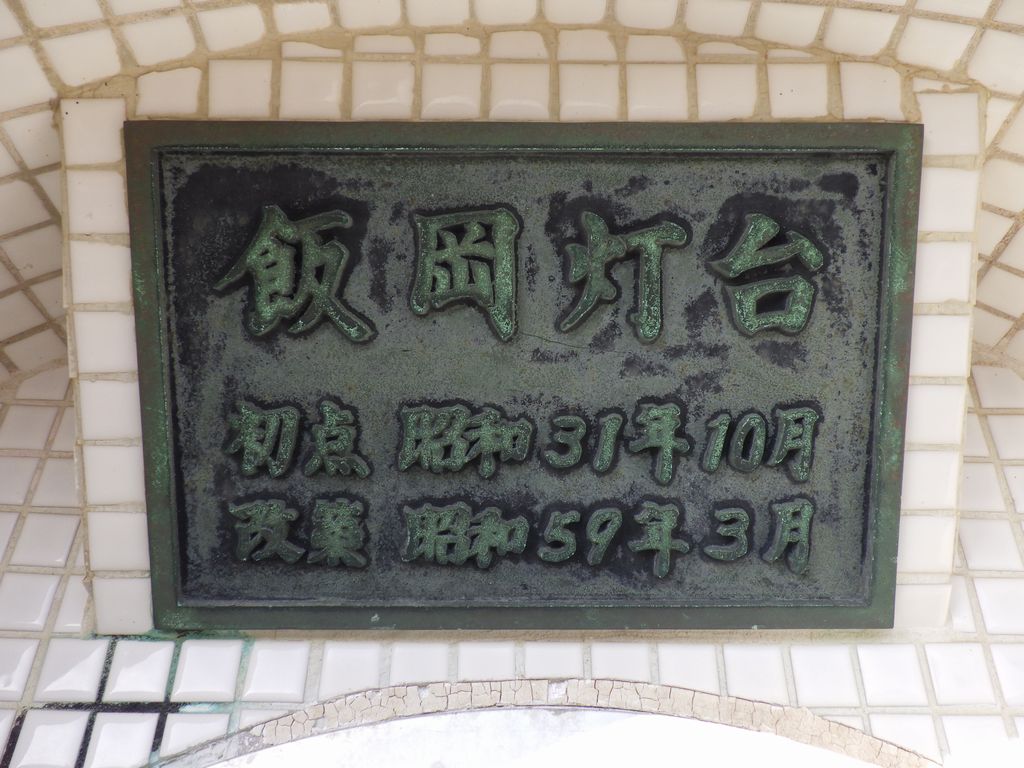 飯岡灯台
初点 昭和31年10月
改築 昭和59年3月